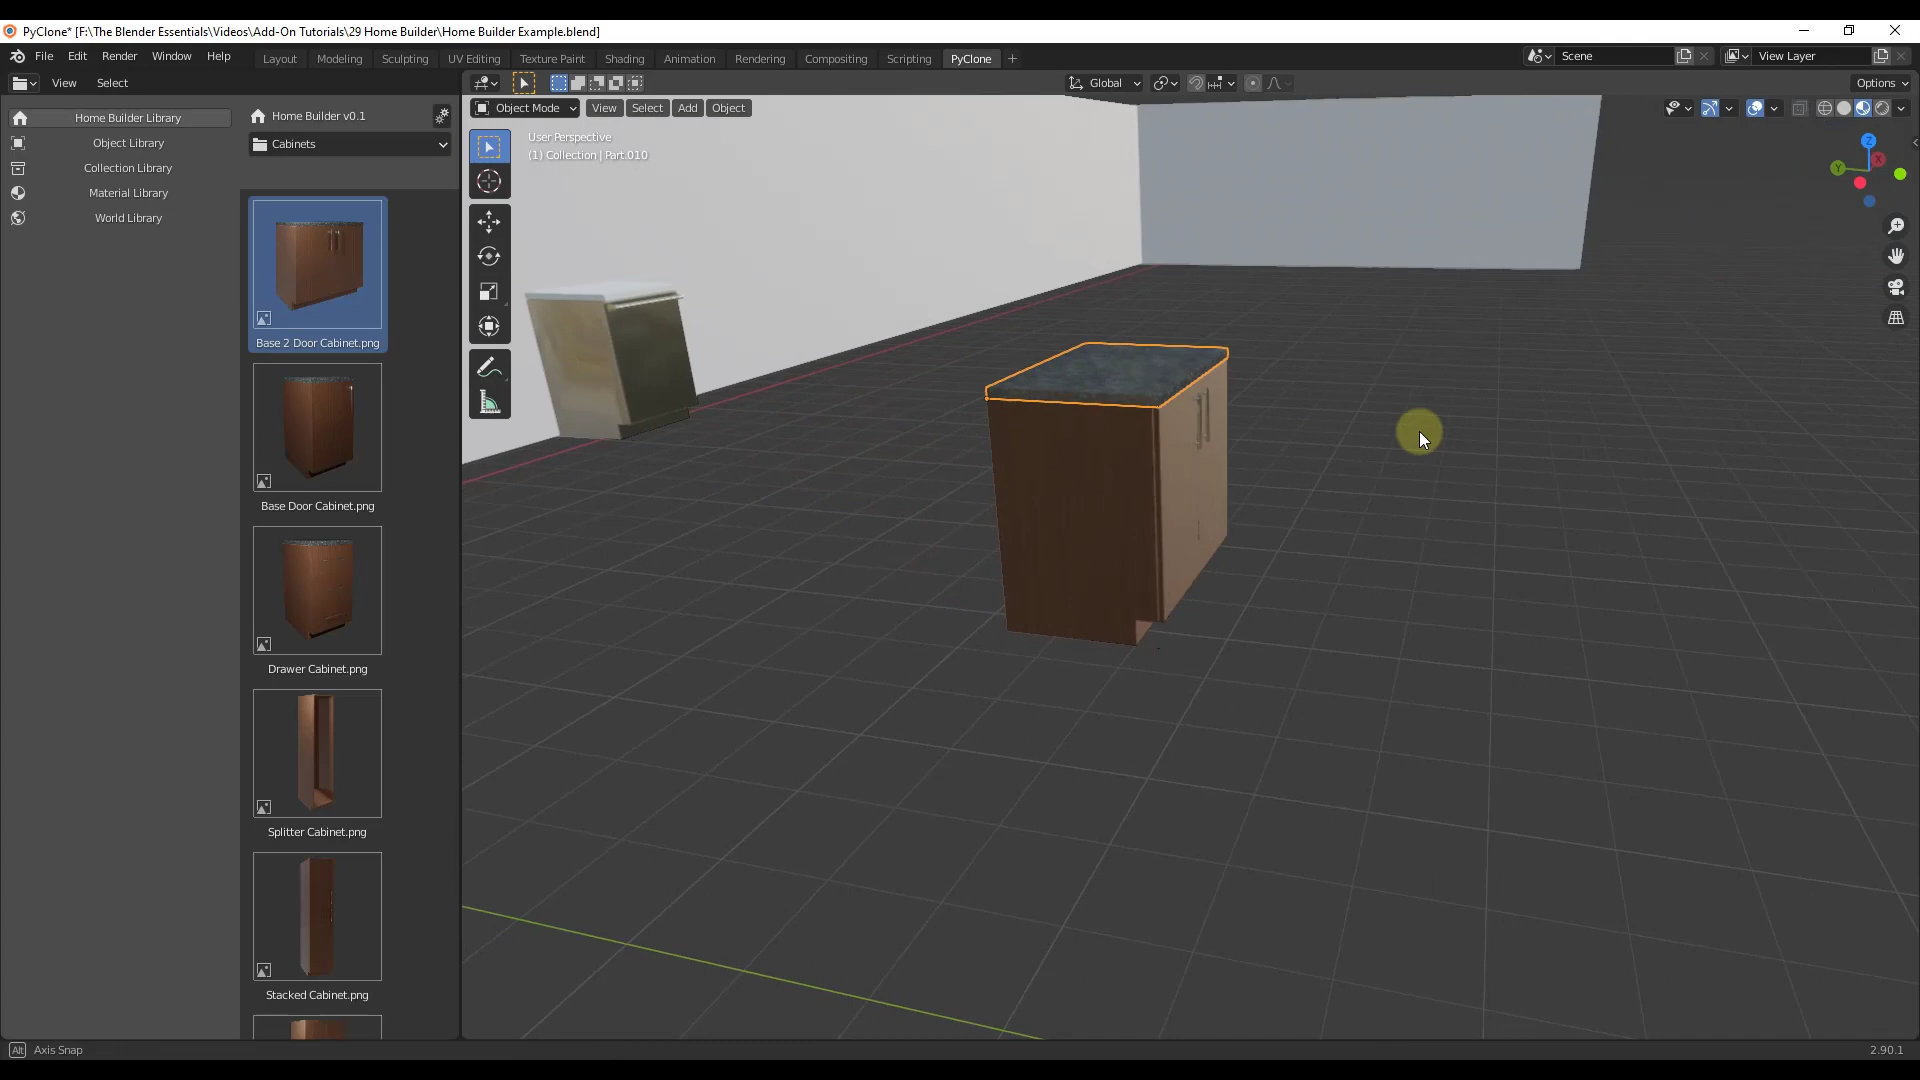 PyClone* [F:\The Blender Essentials\Videos\Add-On Tutorials\29 Home Builder\Home Builder Example.blend]
File Edit Render Window Help
Layout Modeling Sculpting UV Editing Texture Paint Shading Animation Rendering Compositing Scripting PyClone +
Scene
View Layer
View Select
Global
Options
Home Builder Library
Object Library
Collection Library
Material Library
World Library
Home Builder v0.1
Cabinets
Object Mode View Select Add Object
User Perspective
(1) Collection | Part.010
Z
X
Y
Base 2 Door Cabinet.png
Base Door Cabinet.png
Drawer Cabinet.png
Splitter Cabinet.png
Stacked Cabinet.png
Alt Axis Snap
2.90.1